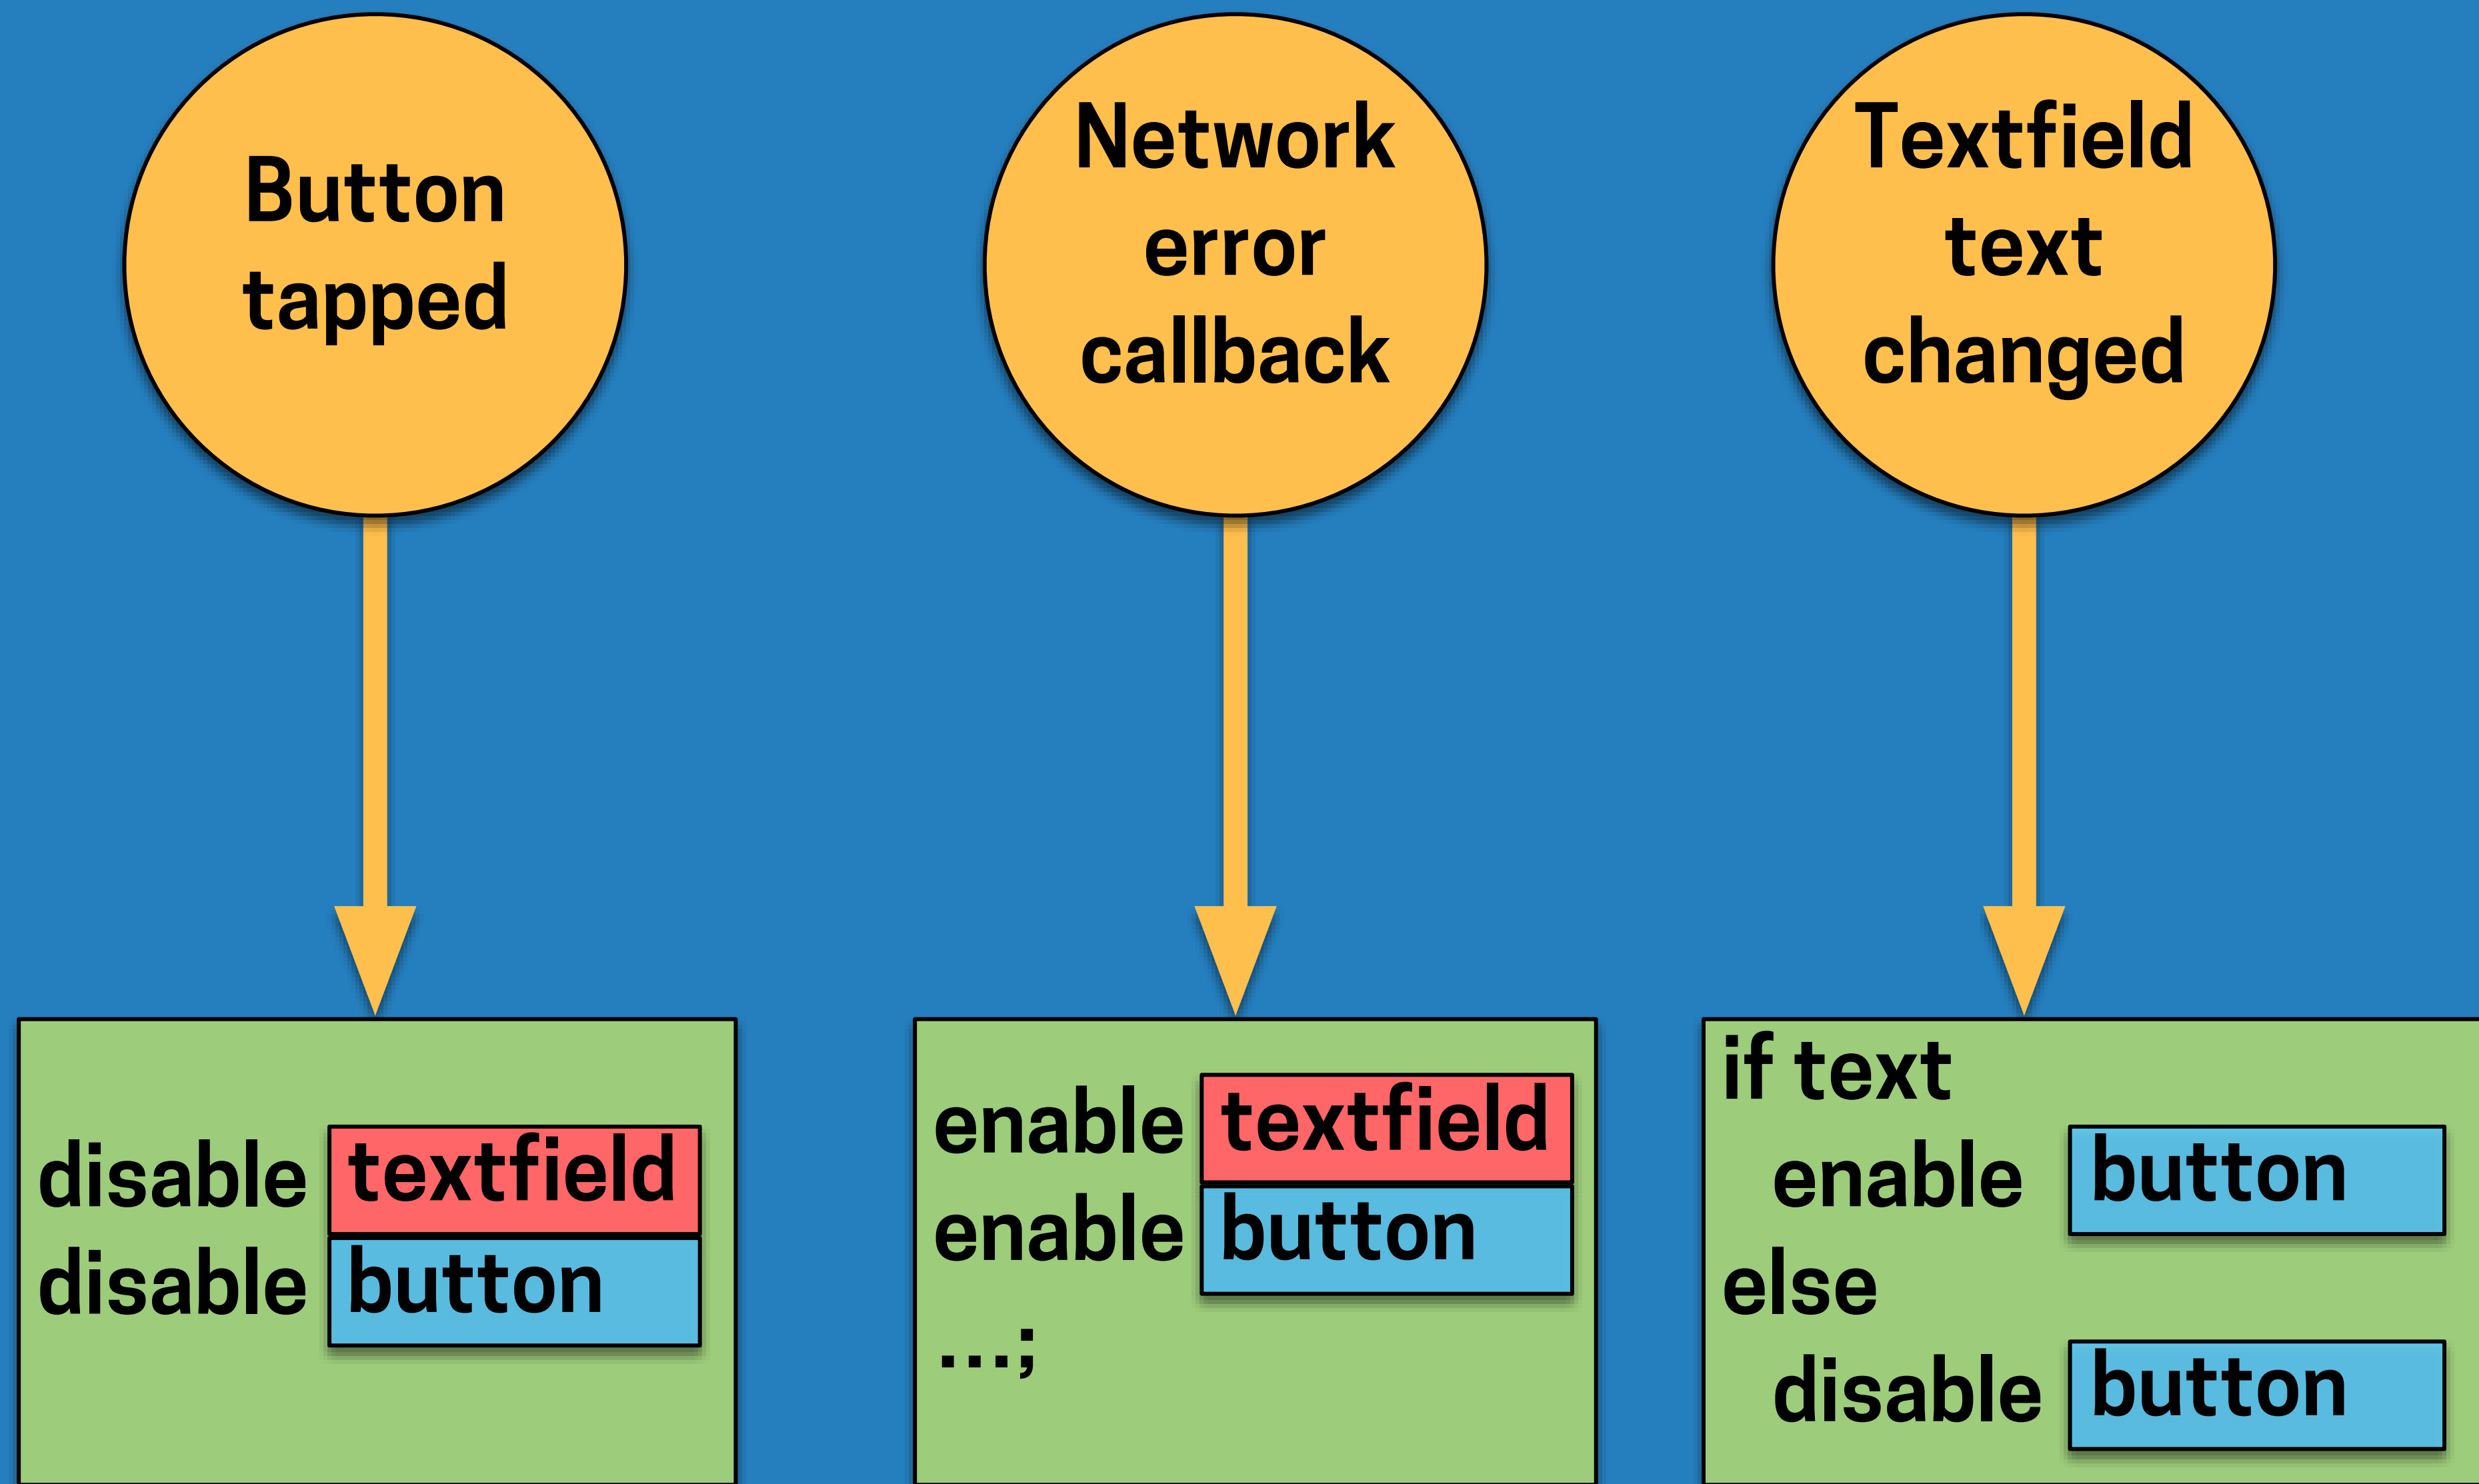 Button
tapped
Network
error
callback
Textfield
text
changed
disable textfield
disable button
enable textfield
enable button
...;
if text
enable button
else
disable button